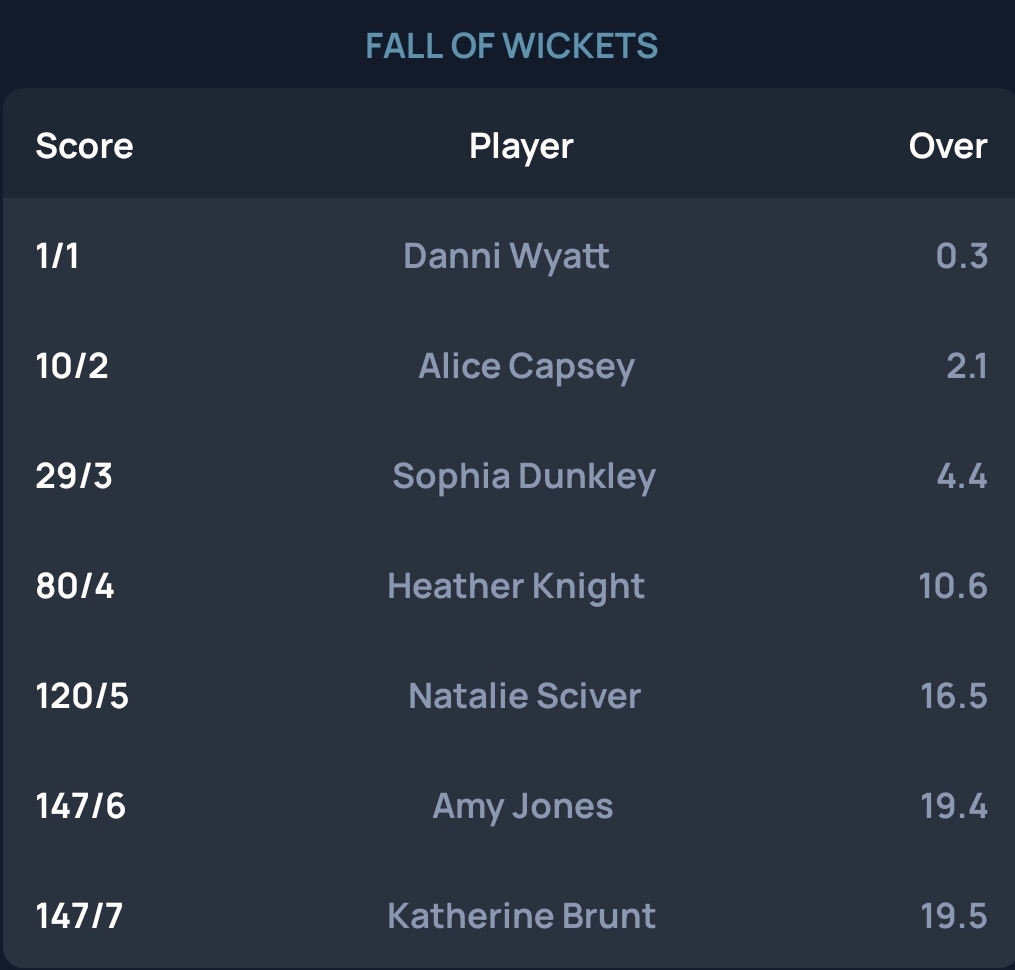 FALL OF WICKETS
Score Player Over
1/1 Danni Wyatt 0.3
10/2 Alice Capsey 2.1
29/3 Sophia Dunkley 4.4
80/4 Heather Knight 10.6
120/5 Natalie Sciver 16.5
147/6 Amy Jones 19.4
147/7 Katherine Brunt 19.5